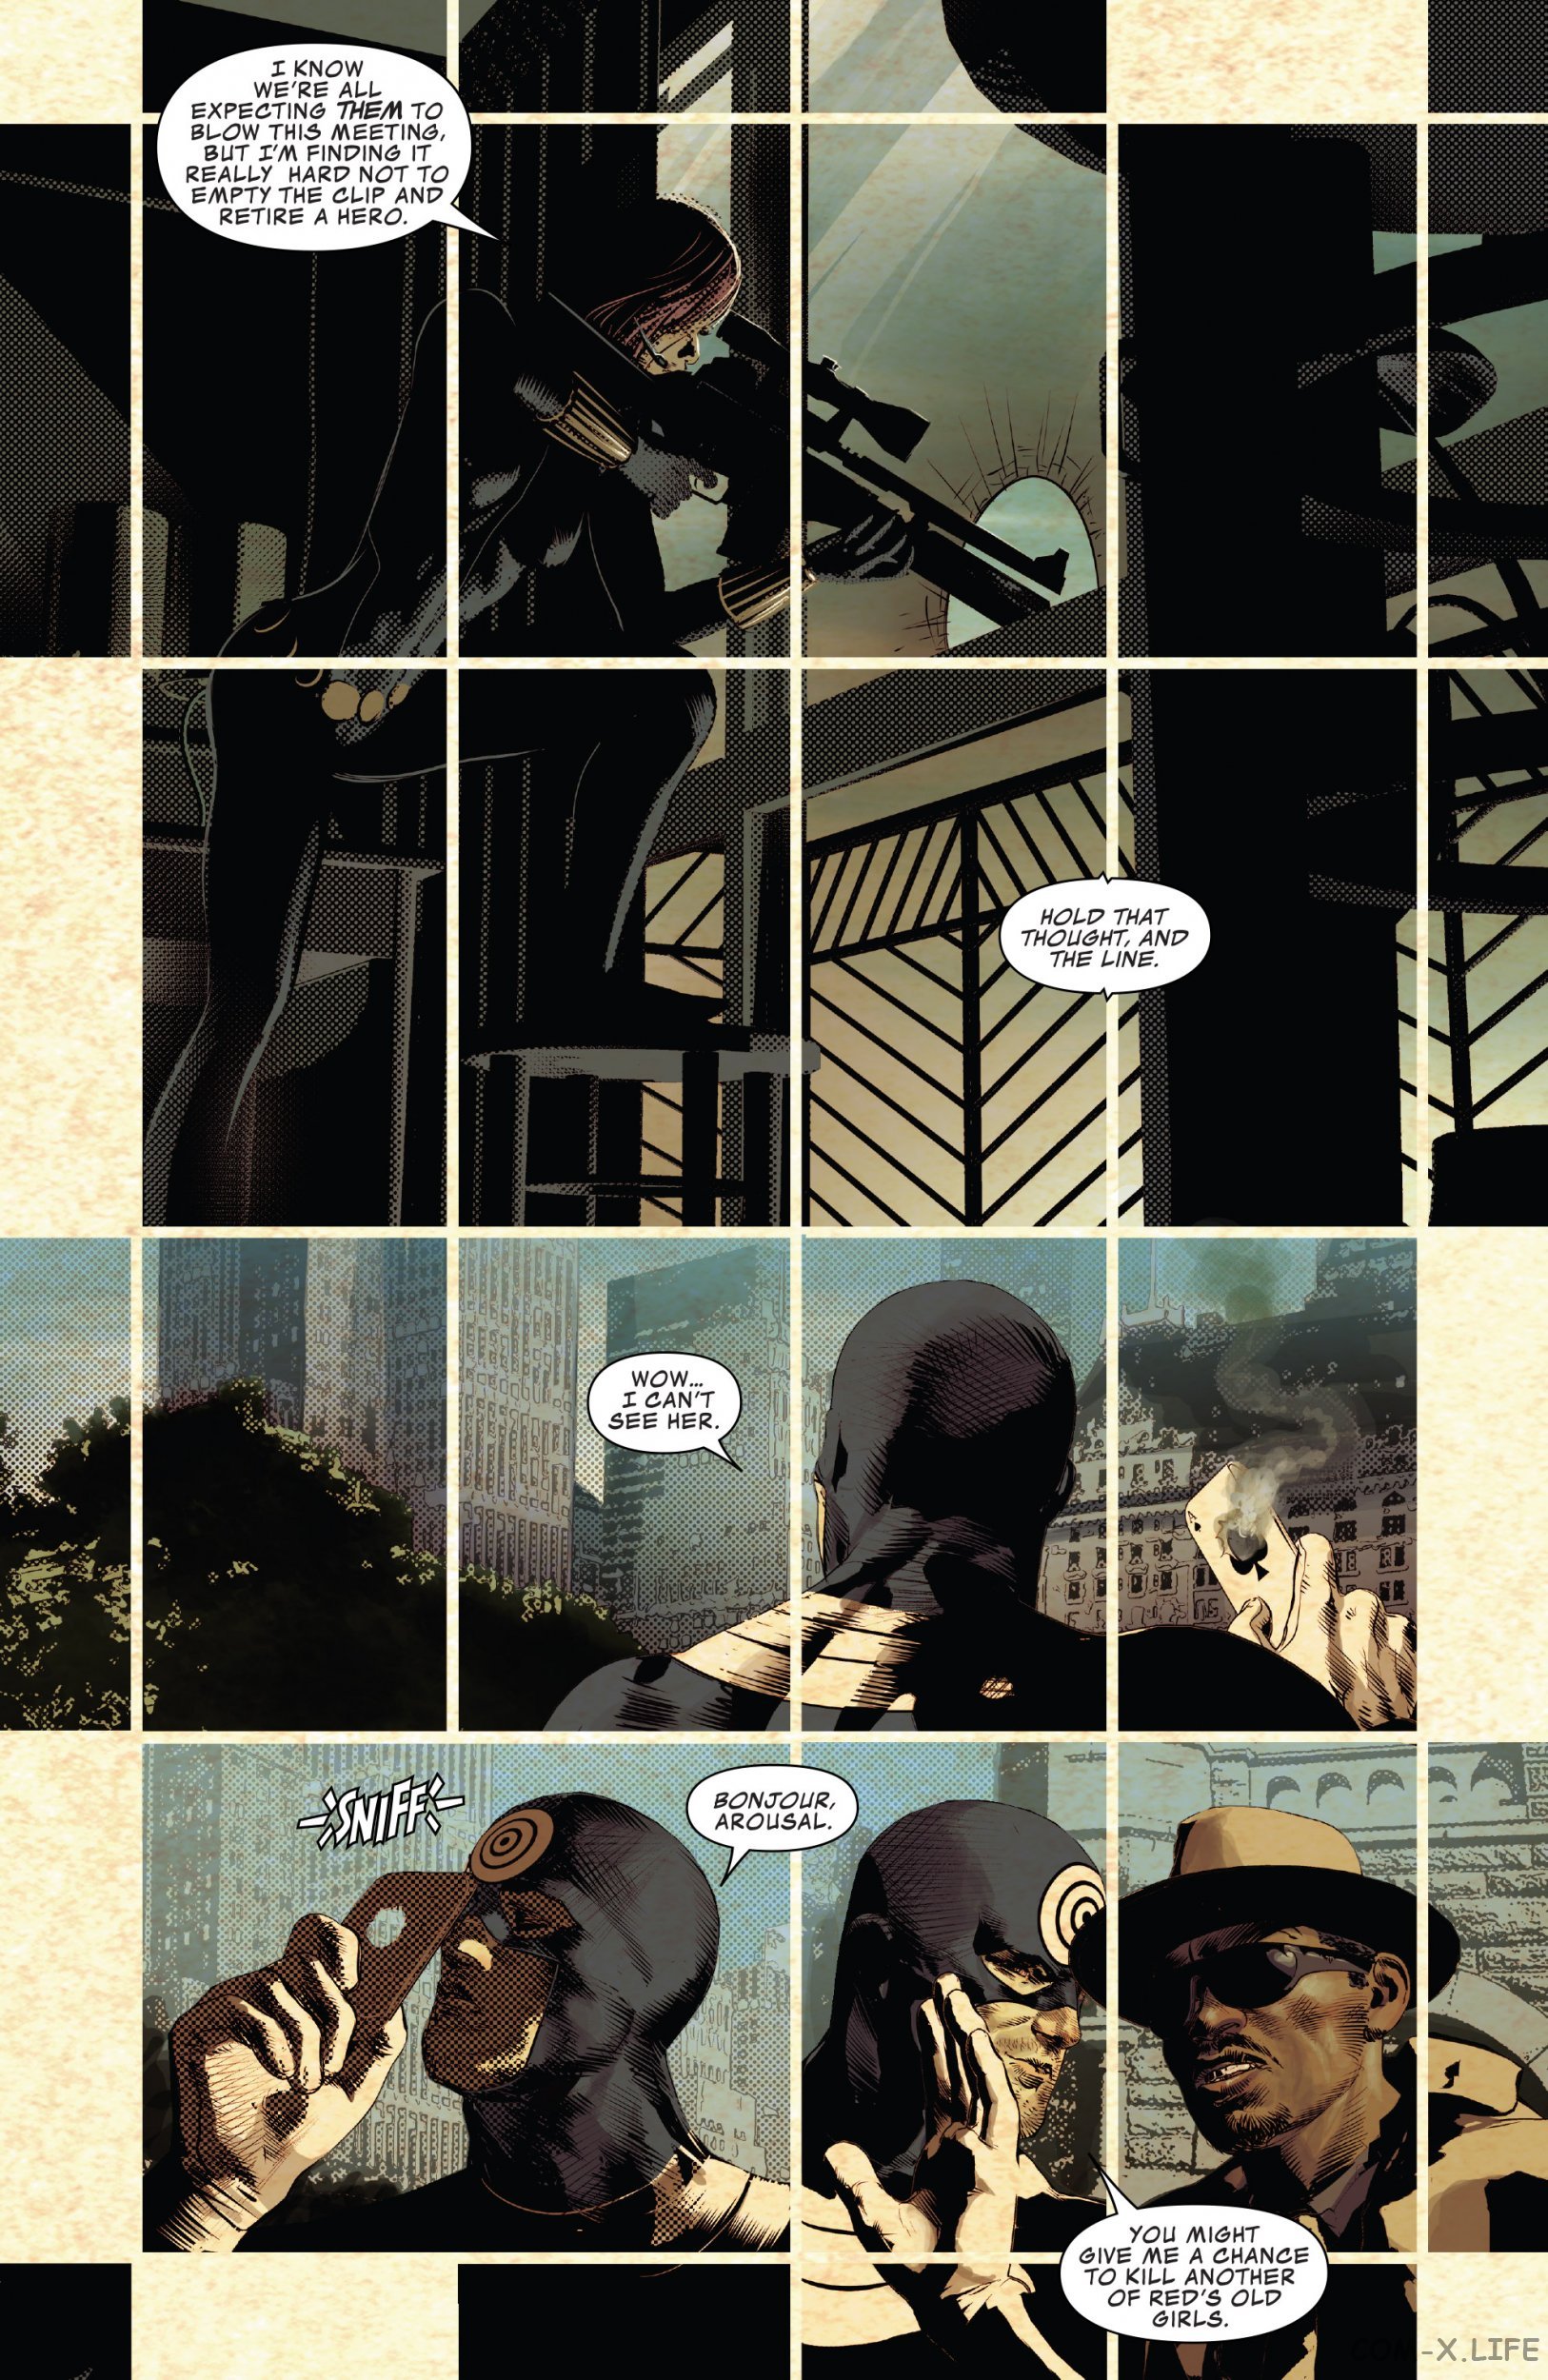 I KNOW
WE'RE ALL
EXPECTING THEM TO
BLOW THIS MEETING,
BUT I'M FINDING IT
REALLY HARD NOT TO
EMPTY THE CLIP AND
RETIRE A HERO.
HOLD THAT
THOUGHT, AND
THE LINE.
WOW...
I CAN'T
SEE HER.
A
SNIFF
BONJOUR,
AROUSAL.
YOU MIGHT
GIVE ME A CHANCE
TO KILL ANOTHER
OF RED'S OLD
GIRLS.
COM-X.LIFE